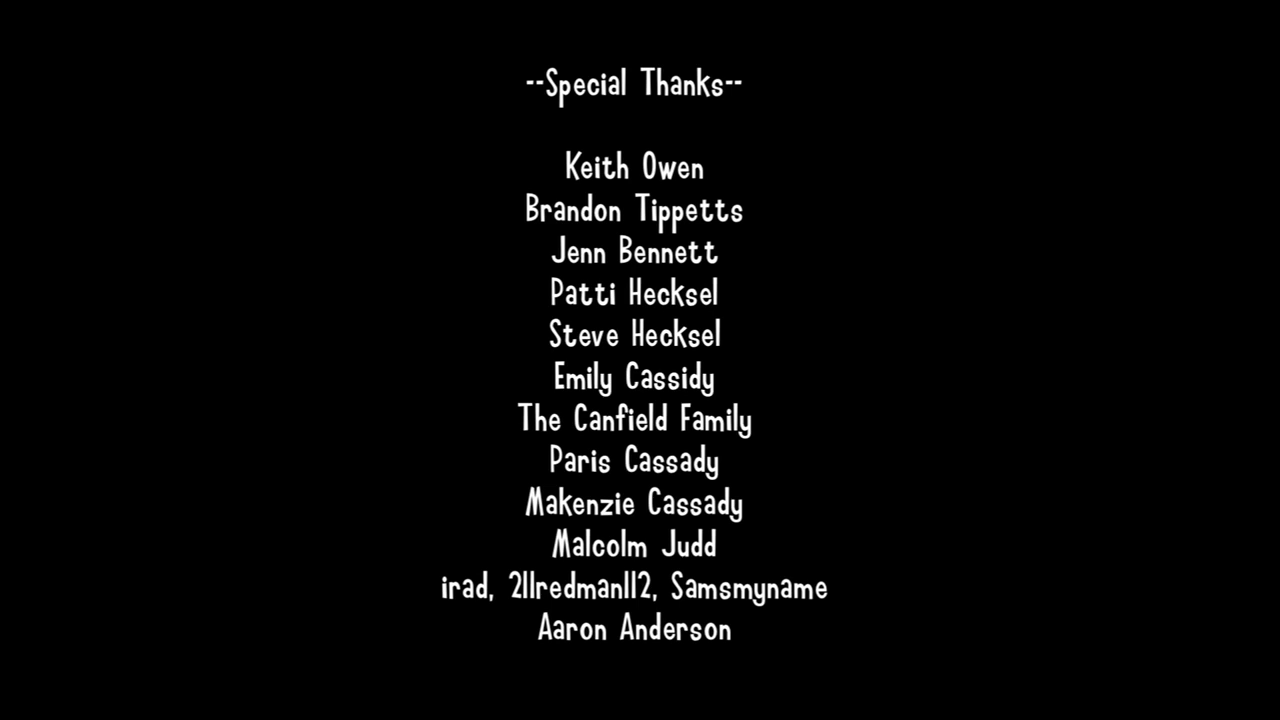 --Special Thanks--
Keith Owen
Brandon Tippetts
Jenn Bennett
Patti Hecksel
Steve Hecksel
Emily Cassidy
The Canfield Family
Paris Cassady
Makenzie Cassady
Malcolm Judd
irad, 211redman112, Samsmyname
Aaron Anderson